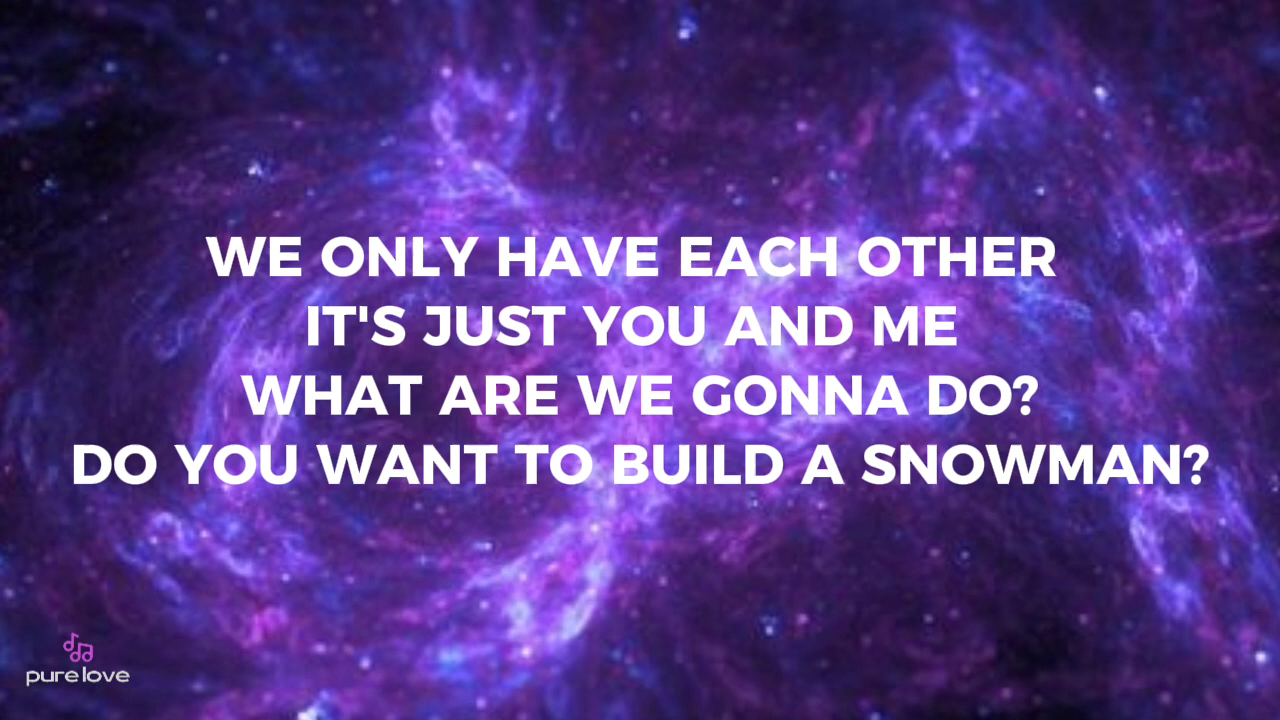 WE ONLY HAVE EACH OTHER
IT'S JUST YOU AND ME
WHAT ARE WE GONNA DO?
DO YOU WANT TO BUILD A SNOWMAN?
pure love